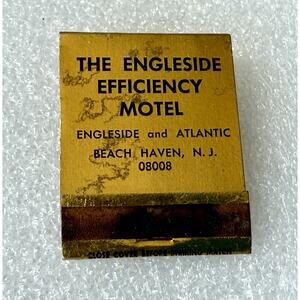 THE ENGLESIDE
EFFICIENCY
MOTEL
ENGLESIDE and ATLANTIC
BEACH HAVEN, N. J.
08008
CLOSE COVER BEFORE STRIKING MATCH